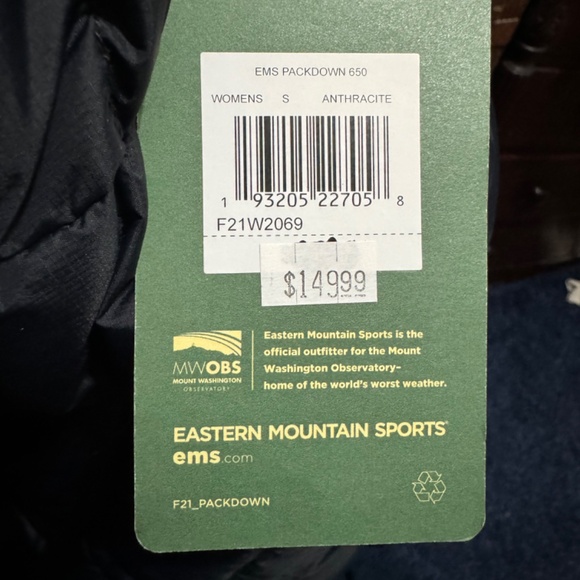 EMS PACKDOWN 650
WOMENS S ANTHRACITE
1 93205 22705 8
F21W2069
$149.99
MWOBS
MOUNT WASHINGTON
OBSERVATORY
Eastern Mountain Sports is the
official outfitter for the Mount
Washington Observatory–
home of the world's worst weather.
EASTERN MOUNTAIN SPORTS®
ems.com
F21_PACKDOWN